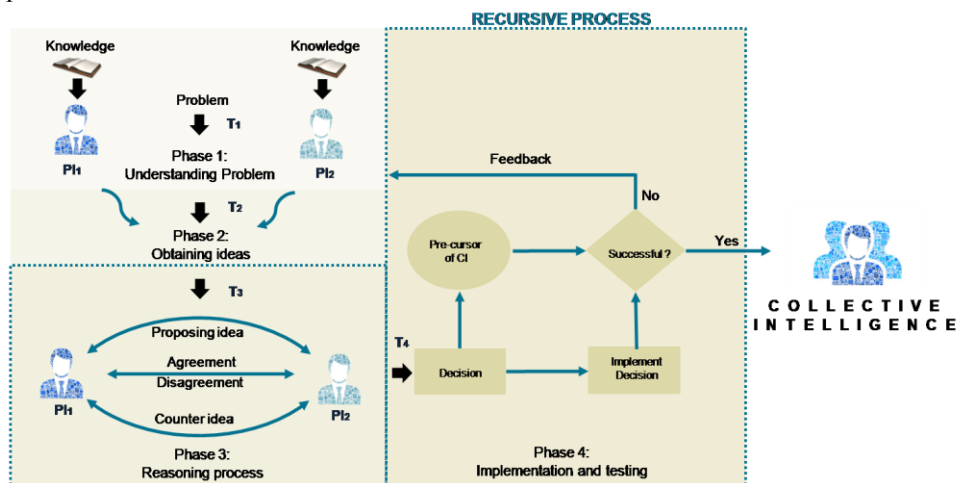 RECURSIVE PROCESS
Knowledge
Knowledge
Problem
T1
PI1
Phase 1:
Understanding Problem
PI2
T2
Phase 2:
Obtaining ideas
T3
Proposing idea
Agreement
Disagreement
Counter idea
PI1
PI2
Phase 3:
Reasoning process
T4
Feedback
No
Pre-cursor
of CI
Successful ?
Yes
Decision
Implement
Decision
Phase 4:
Implementation and testing
COLLECTIVE
INTELLIGENCE